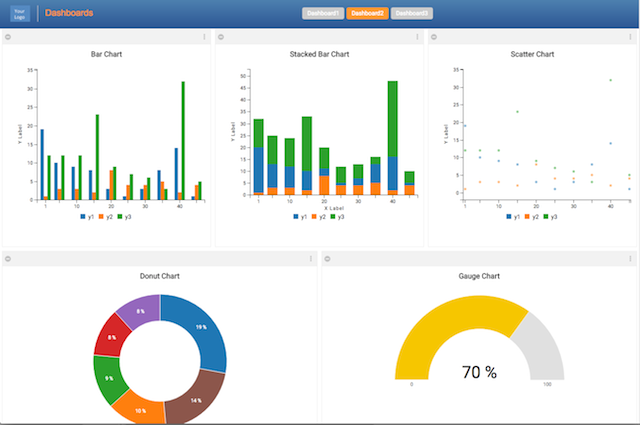 Your
Logo
Dashboards
Dashboard1
Dashboard2
Dashboard3
Bar Chart
35
30
25
20
15
10
5
0
Y Label
1
10
20
30
40
y1
y2
y3
Stacked Bar Chart
50
45
40
35
30
25
20
15
10
5
0
Y Label
1
10
20
30
40
X Label
y1
y2
y3
Scatter Chart
35
30
25
20
15
10
5
0
Y Label
1
10
20
30
40
y1
y2
y3
Donut Chart
8 %
19 %
8 %
9 %
10 %
14 %
Gauge Chart
70 %
0
100